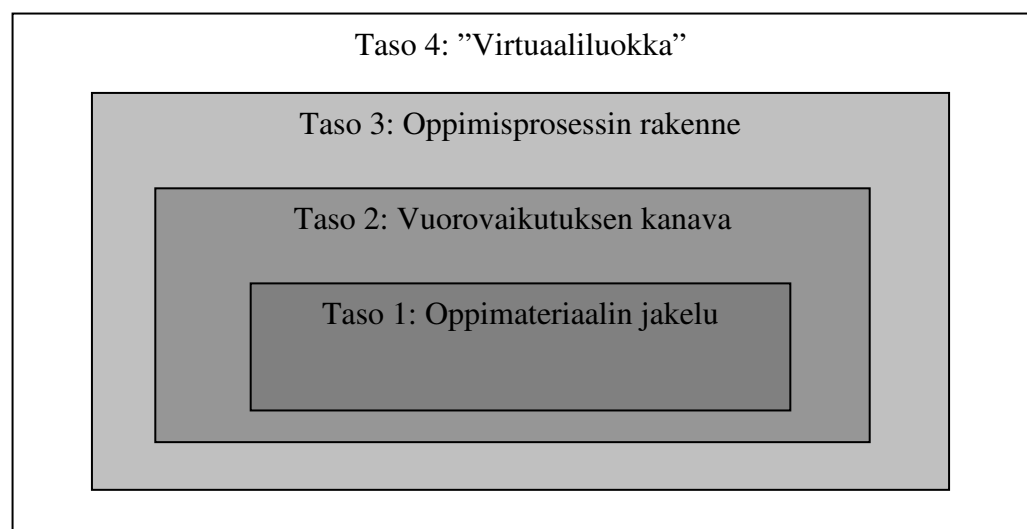 Taso 4: ”Virtuaaliluokka”
Taso 3: Oppimisprosessin rakenne
Taso 2: Vuorovaikutuksen kanava
Taso 1: Oppimateriaalin jakelu